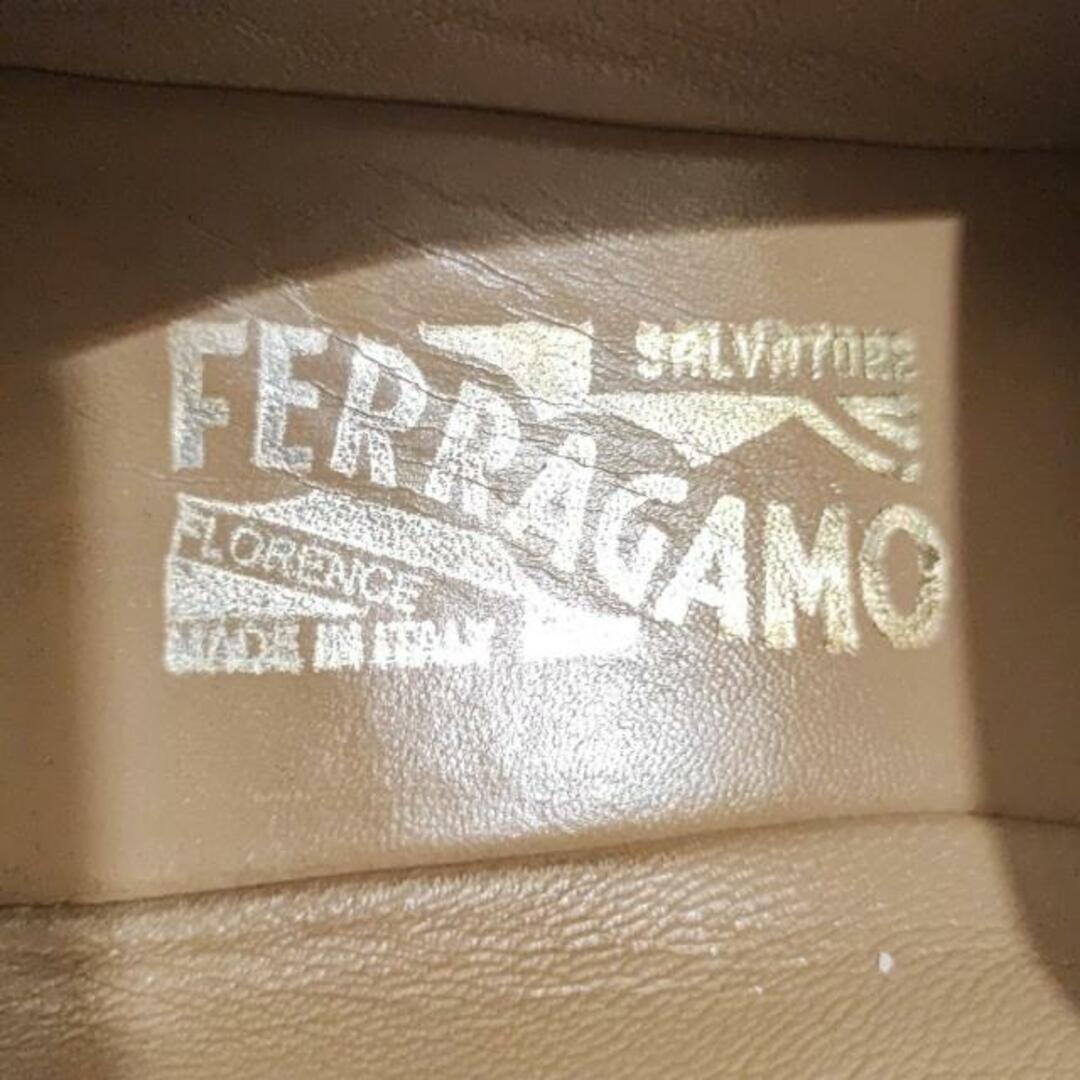 SALVATORE
FERRAGAMO
FLORENCE
MADE IN ITALY